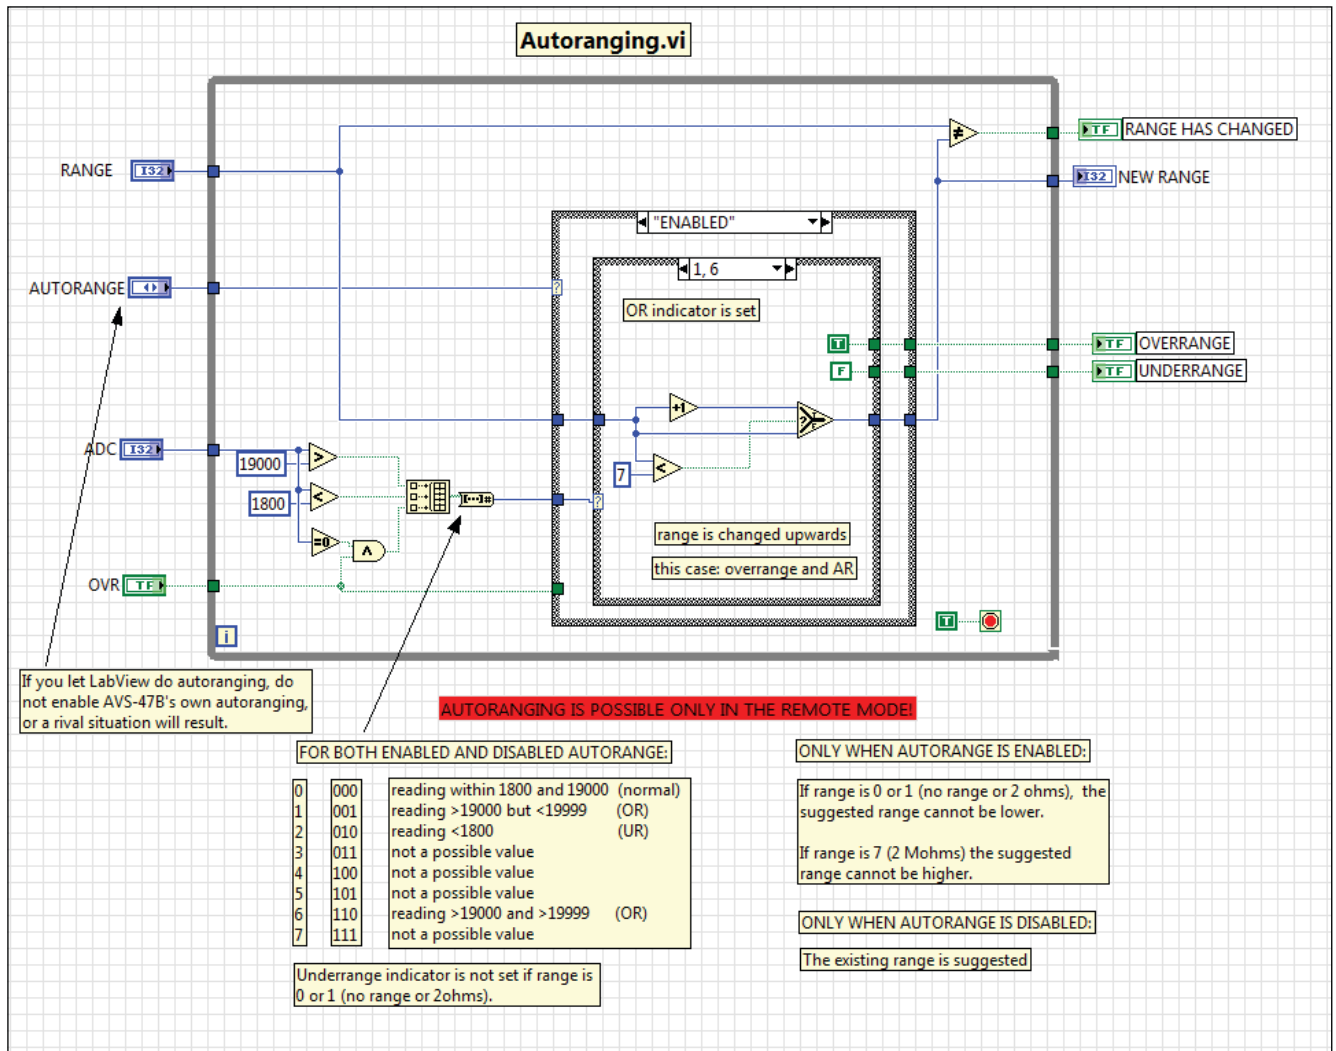 Autoranging.vi
RANGE
I32
AUTORANGE
ADC
I32
OVR
TF
19000
>
1800
<
=0
∧
[...]#
i
"ENABLED"
1, 6
OR indicator is set
?
?
T
F
+1
7
<
?
T
F
range is changed upwards
this case: overrange and AR
T
≠
TF
RANGE HAS CHANGED
I32
NEW RANGE
TF
OVERRANGE
TF
UNDERRANGE
If you let LabView do autoranging, do
not enable AVS-47B's own autoranging,
or a rival situation will result.
AUTORANGING IS POSSIBLE ONLY IN THE REMOTE MODE!
FOR BOTH ENABLED AND DISABLED AUTORANGE:
0 000 reading within 1800 and 19000 (normal)
1 001 reading >19000 but <19999 (OR)
2 010 reading <1800 (UR)
3 011 not a possible value
4 100 not a possible value
5 101 not a possible value
6 110 reading >19000 and >19999 (OR)
7 111 not a possible value
Underrange indicator is not set if range is
0 or 1 (no range or 2ohms).
ONLY WHEN AUTORANGE IS ENABLED:
If range is 0 or 1 (no range or 2 ohms), the
suggested range cannot be lower.
If range is 7 (2 Mohms) the suggested
range cannot be higher.
ONLY WHEN AUTORANGE IS DISABLED:
The existing range is suggested